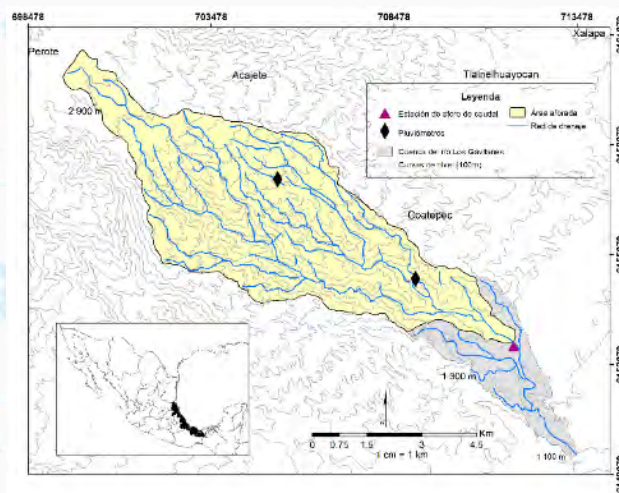 698478 703478 708478 713478
Xalapa
Perote
Acajete
2 900 m
Leyenda
Estación de aforo de caudal
Área aforada
Pluviómetros
Red de drenaje
Cuenca del río Los Gavilanes
Curvas de nivel (100m)
Coatepec
1 300 m
1 100 m
Km
0 0.75 1.5 3 4.5
1 cm = 1 km